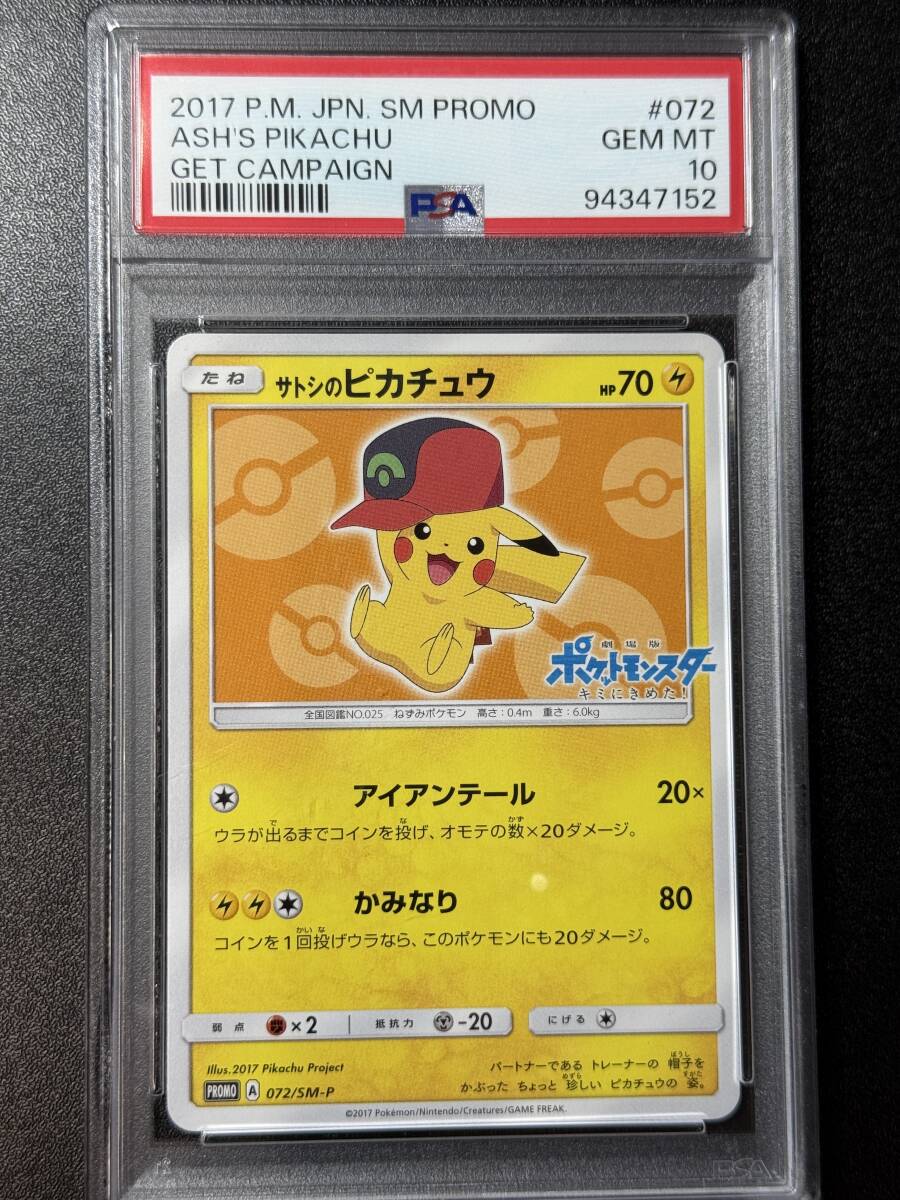 2017 P.M. JPN. SM PROMO #072
ASH'S PIKACHU GEM MT
GET CAMPAIGN 10
PSA 94347152
たね サトシのピカチュウ HP70
劇場版
ポケットモンスター
キミにきめた!
全国図鑑NO.025 ねずみポケモン 高さ:0.4m 重さ:6.0kg
アイアンテール 20×
ウラが出るまでコインを投げ、オモテの数×20ダメージ。
かみなり 80
コインを1回投げウラなら、このポケモンにも20ダメージ。
弱点 ×2 抵抗力 -20 にげる
Illus.2017 Pikachu Project
パートナーである トレーナーの 帽子を
かぶった ちょっと 珍しい ピカチュウの 姿。
PROMO A 072/SM-P
©2017 Pokémon/Nintendo/Creatures/GAME FREAK.
PSA